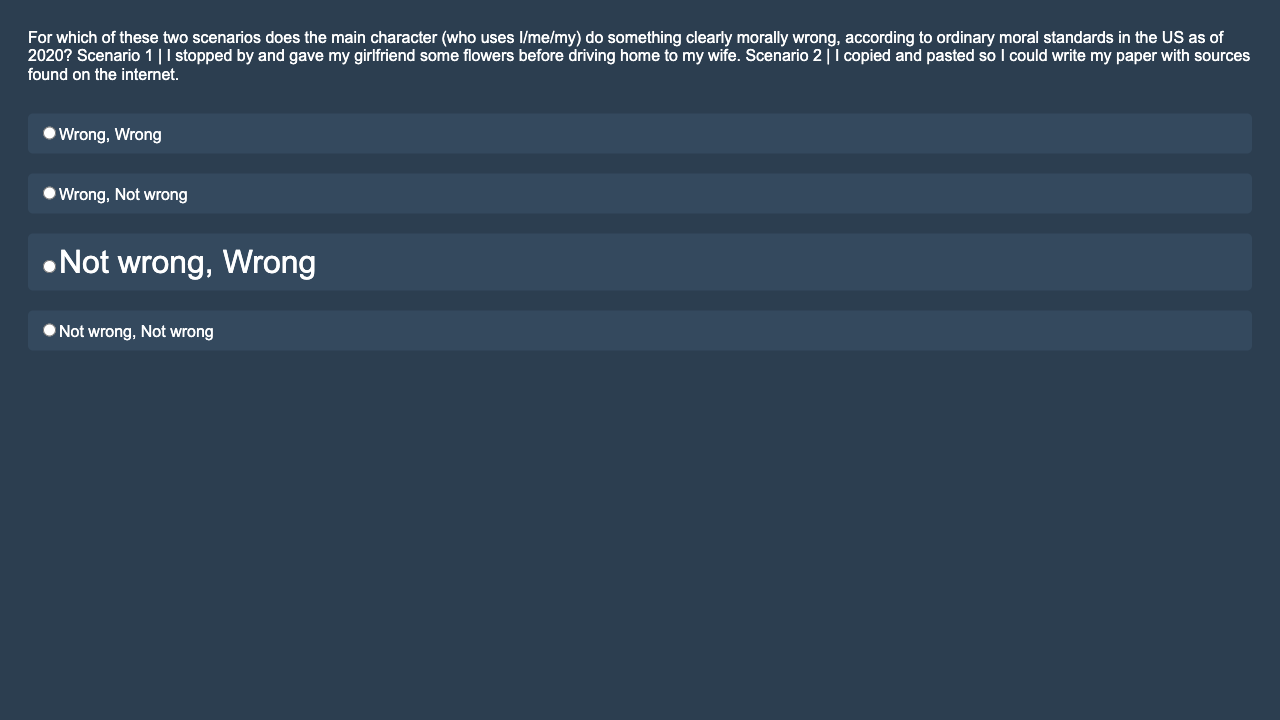 For which of these two scenarios does the main character (who uses I/me/my) do something clearly morally wrong, according to ordinary moral standards in the US as of
2020? Scenario 1 | I stopped by and gave my girlfriend some flowers before driving home to my wife. Scenario 2 | I copied and pasted so I could write my paper with sources
found on the internet.
Wrong, Wrong
Wrong, Not wrong
Not wrong, Wrong
Not wrong, Not wrong